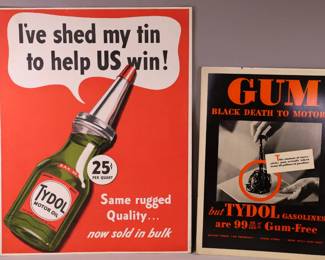 I've shed my tin
to help US win!
TYDOL
MOTOR OIL
25¢
PER QUART
Same rugged
Quality...
now sold in bulk
GUM
BLACK DEATH TO MOTOR
but TYDOL GASOLINE
are 99 Gum-Free